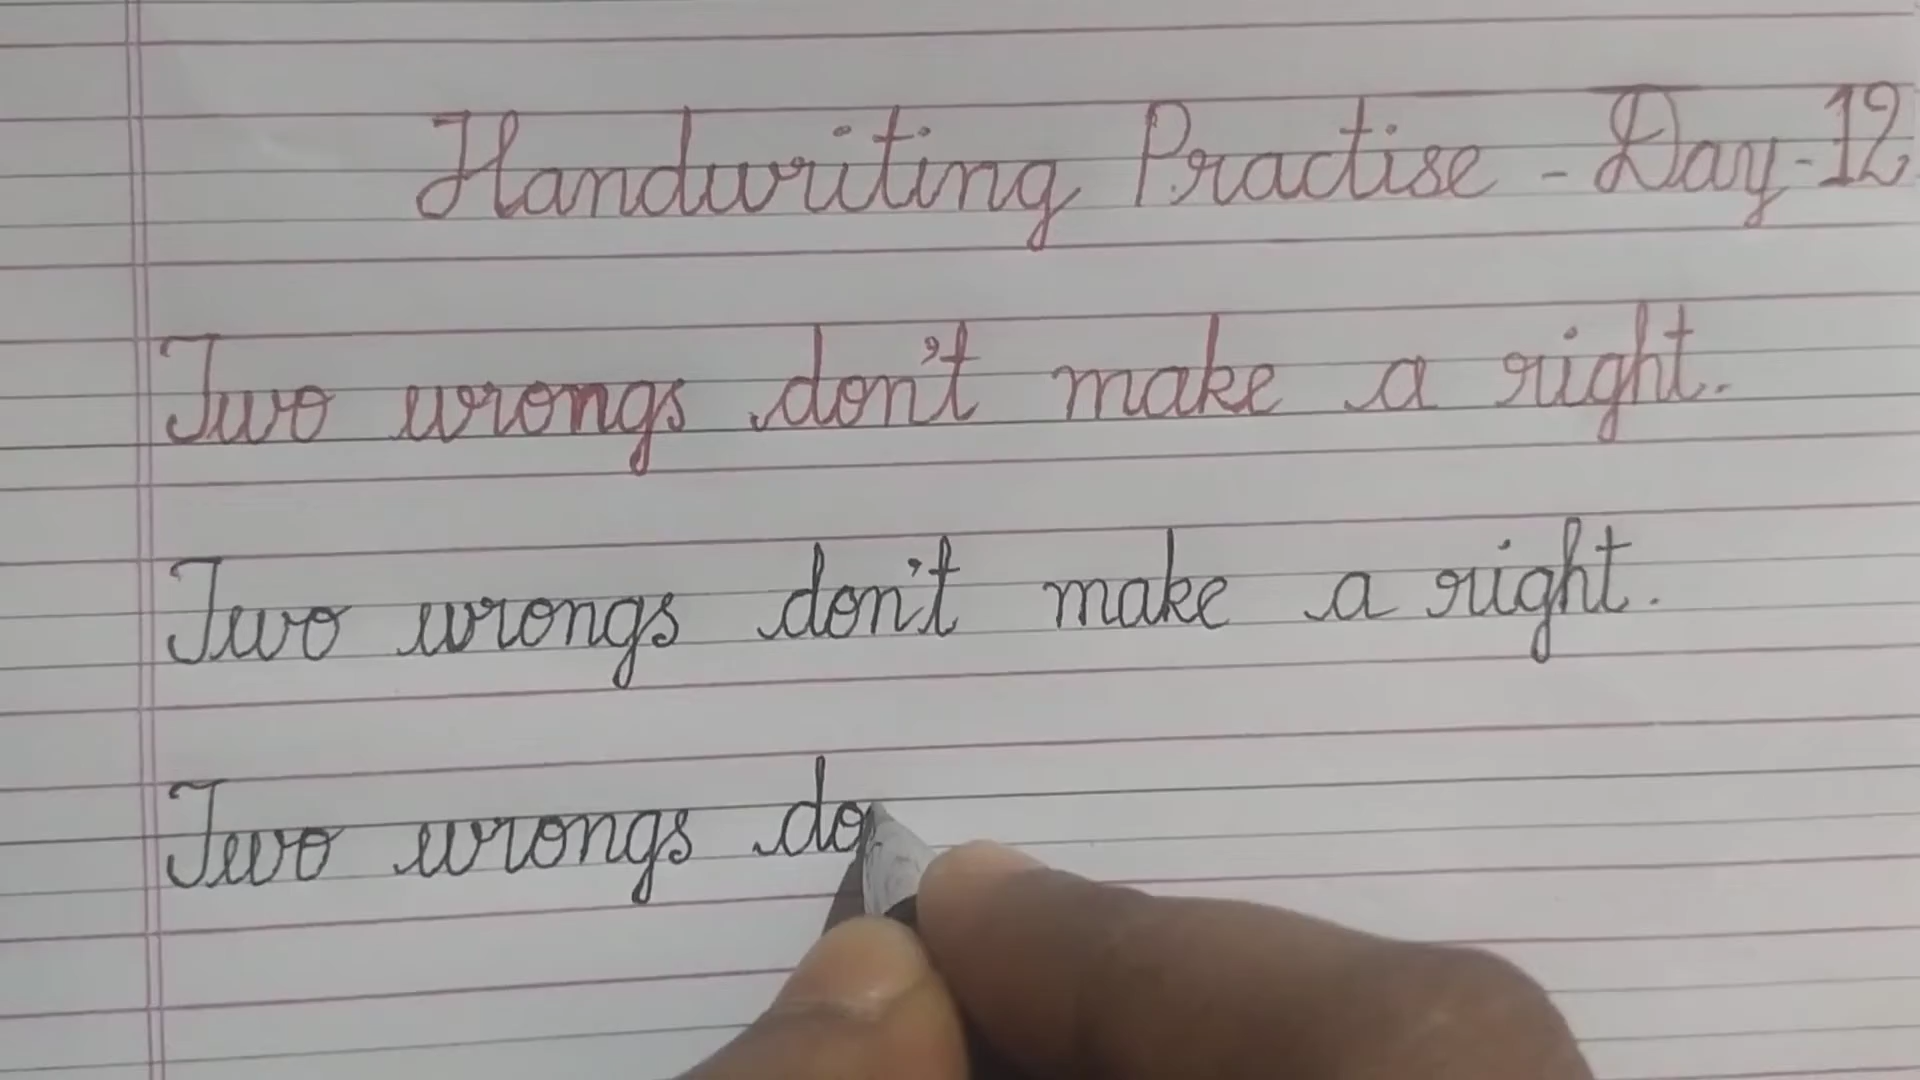 Handwriting Practise - Day-12
Two wrongs don't make a right.
Two wrongs don't make a right.
Two wrongs do